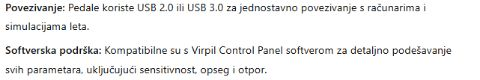 Povezivanje: Pedale koriste USB 2.0 ili USB 3.0 za jednostavno povezivanje s računarima i
simulacijama leta.
Softverska podrška: Kompatibilne su s Virpil Control Panel softverom za detaljno podešavanje
svih parametara, uključujući sensitivnost, opseg i otpor.